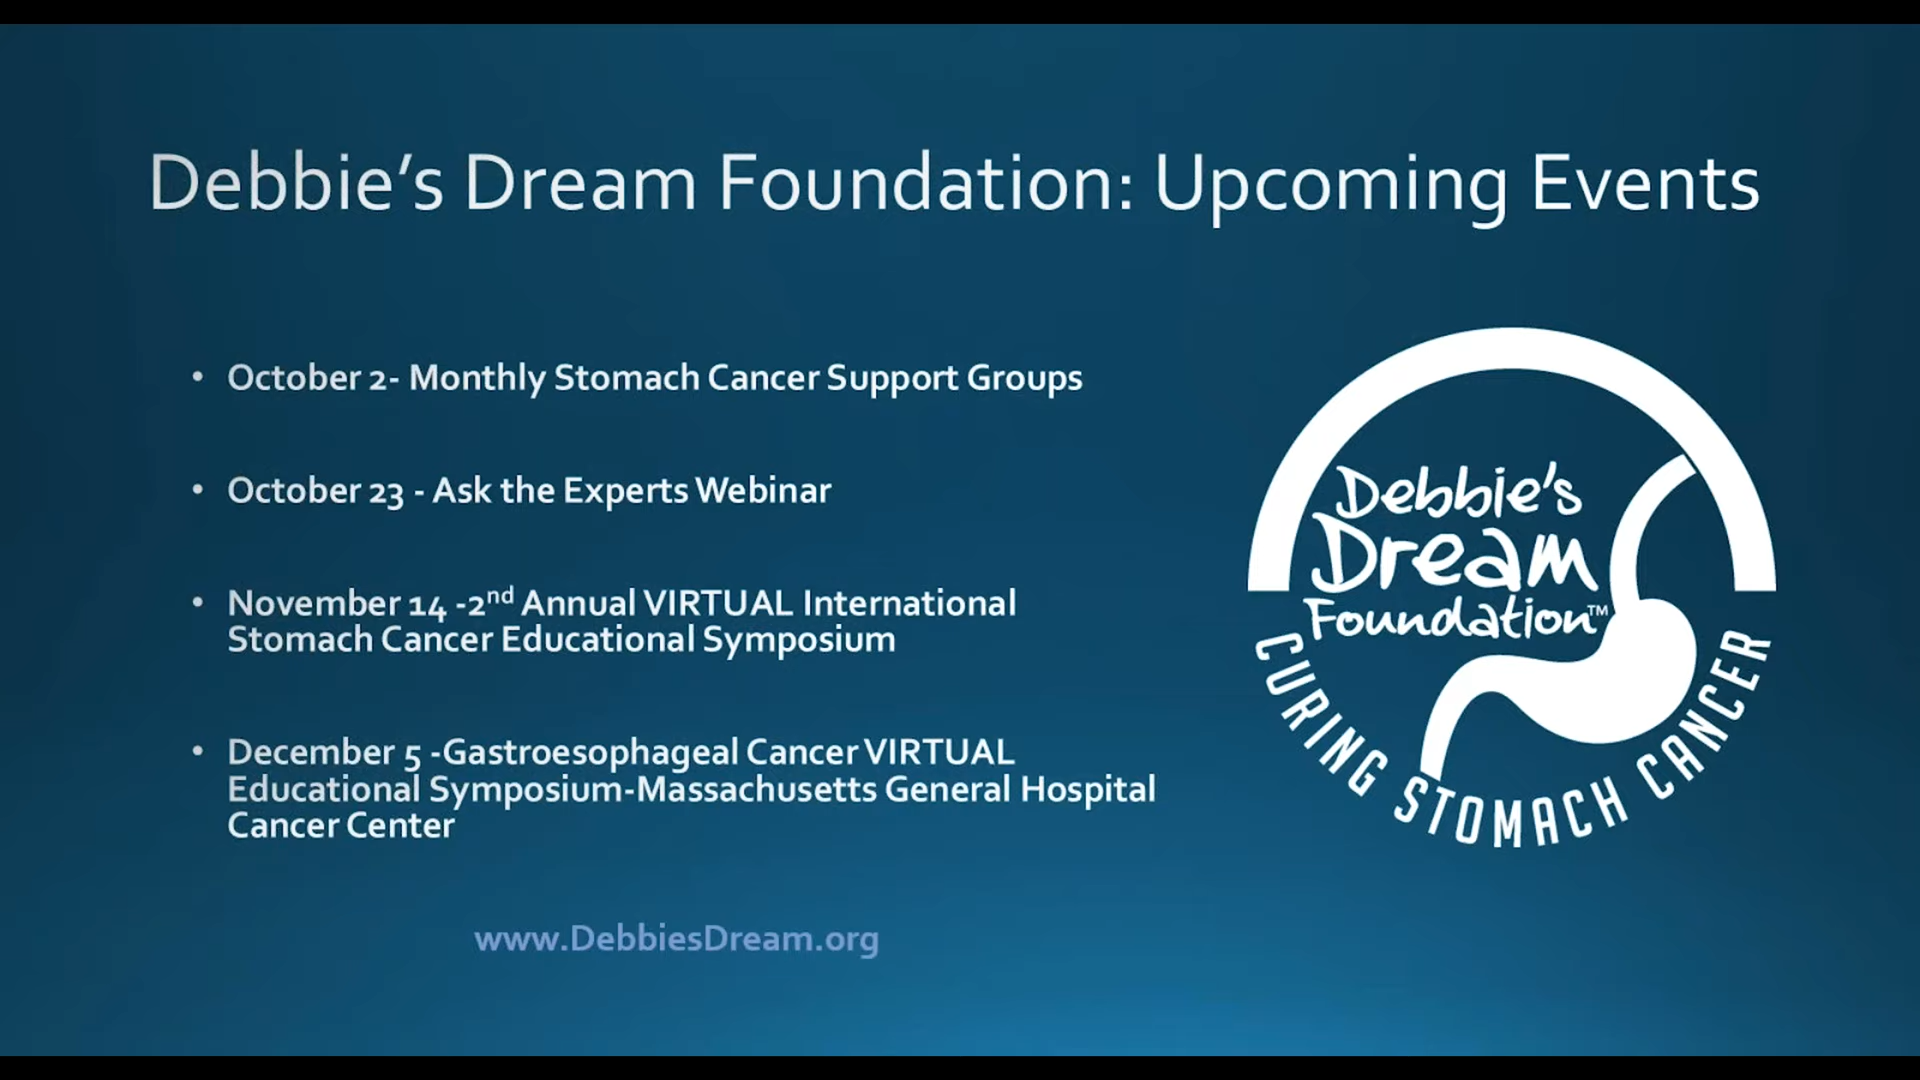 Debbie’s Dream Foundation: Upcoming Events
• October 2- Monthly Stomach Cancer Support Groups
• October 23 - Ask the Experts Webinar
• November 14 -2nd Annual VIRTUAL International
Stomach Cancer Educational Symposium
• December 5 -Gastroesophageal Cancer VIRTUAL
Educational Symposium-Massachusetts General Hospital
Cancer Center
www.DebbiesDream.org
Debbie's
Dream
Foundation™
CURING STOMACH CANCER